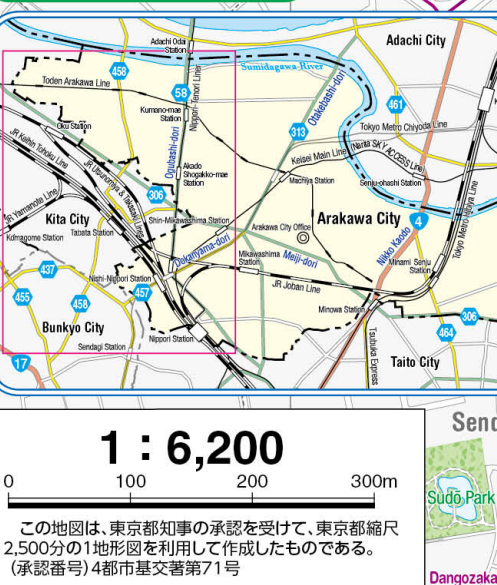 Adachi Odai
Station
Adachi City
458
Sumidagawa River
Toden Arakawa Line
58
Nippori-Toneri Liner
Otakebashi-dori
461
Kumano-mae
Station
313
Tokyo Metro Chiyoda Line
Oku Station
Ogubashi-dori
Keisei Main Line
(Narita SKY ACCESS Line)
JR Keihin Tohoku Line
JR Utsunomiya & Takasaki Lines
Akado
Shogakko-mae
Station
Machiya Station
Senju-ohashi Station
306
JR Yamanote Line
Kita City
Shin-Mikawashima Station
Arakawa City Office
Arakawa City
4
Tokyo Metro Hibiya Line
Tabata Station
Komagome Station
Dokanyama-dori
Nikko Kaido
Mikawashima
Station
Meiji-dori
Minami Senju
Station
437
Nishi-Nippori Station
457
JR Joban Line
455
458
Minowa Station
306
Bunkyo City
Nippori Station
464
Sendagi Station
Tsukuba Express
Taito City
17
1：6,200
0 100 200 300m
この地図は、東京都知事の承認を受けて、東京都縮尺
2,500分の1地形図を利用して作成したものである。
（承認番号）4都市基交著第71号
Send
Sudō Park
Dangozaka